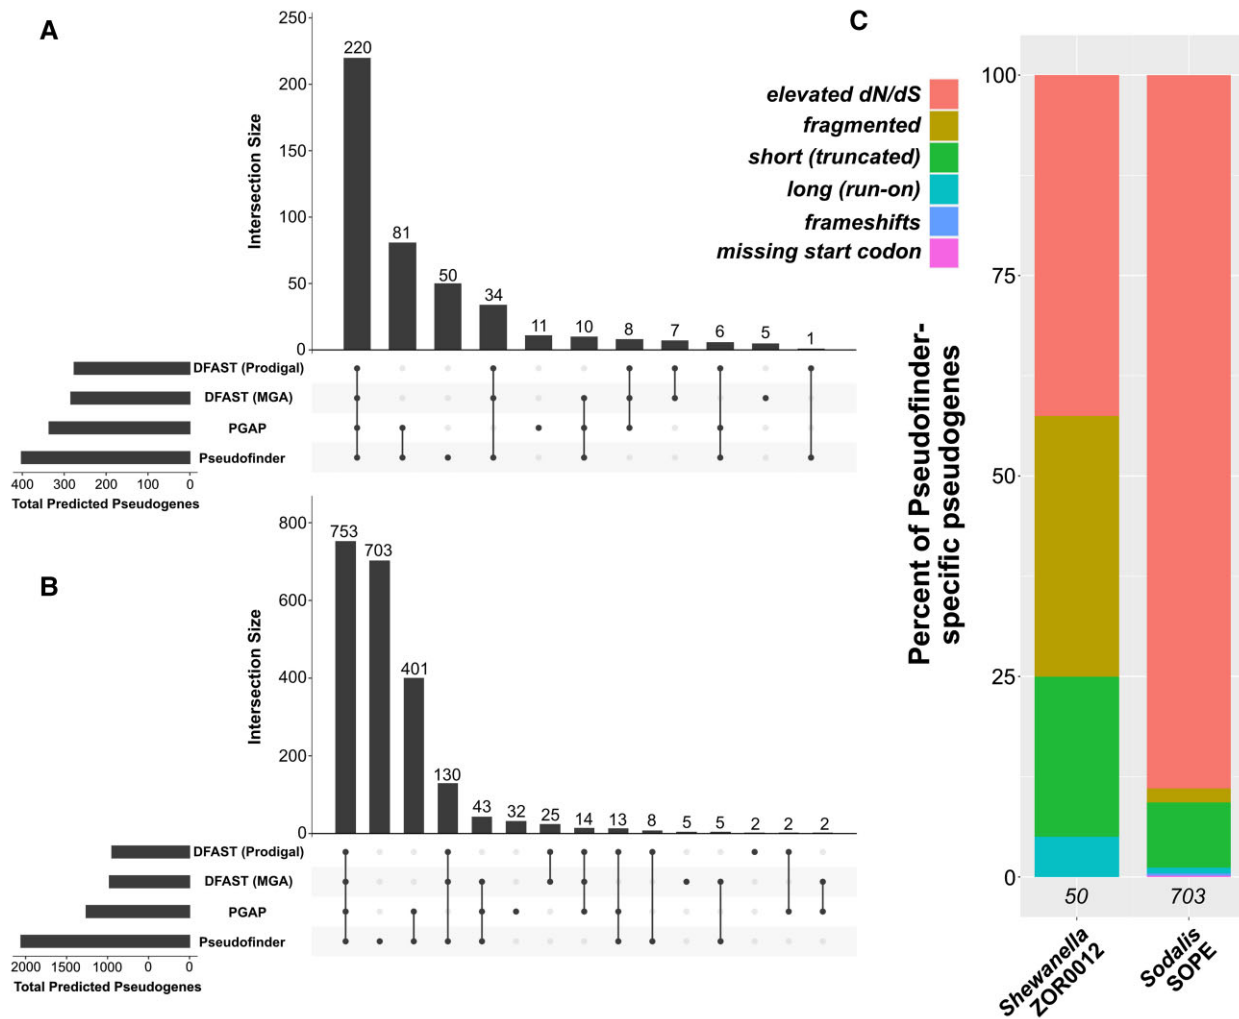 A
250
200
150
100
50
0
Intersection Size
220
81
50
34
11
10
8
7
6
5
1
DFAST (Prodigal)
DFAST (MGA)
PGAP
Pseudofinder
400 300 200 100 0
Total Predicted Pseudogenes
B
800
600
400
200
0
Intersection Size
753
703
401
130
43
32
25
14
13
8
5
5
2
2
2
DFAST (Prodigal)
DFAST (MGA)
PGAP
Pseudofinder
2000 1500 1000 0 0
Total Predicted Pseudogenes
C
elevated dN/dS
fragmented
short (truncated)
long (run-on)
frameshifts
missing start codon
Percent of Pseudofinder-
specific pseudogenes
100
75
50
25
0
50
703
Shewanella
ZOR0012
Sodalis
SOPE